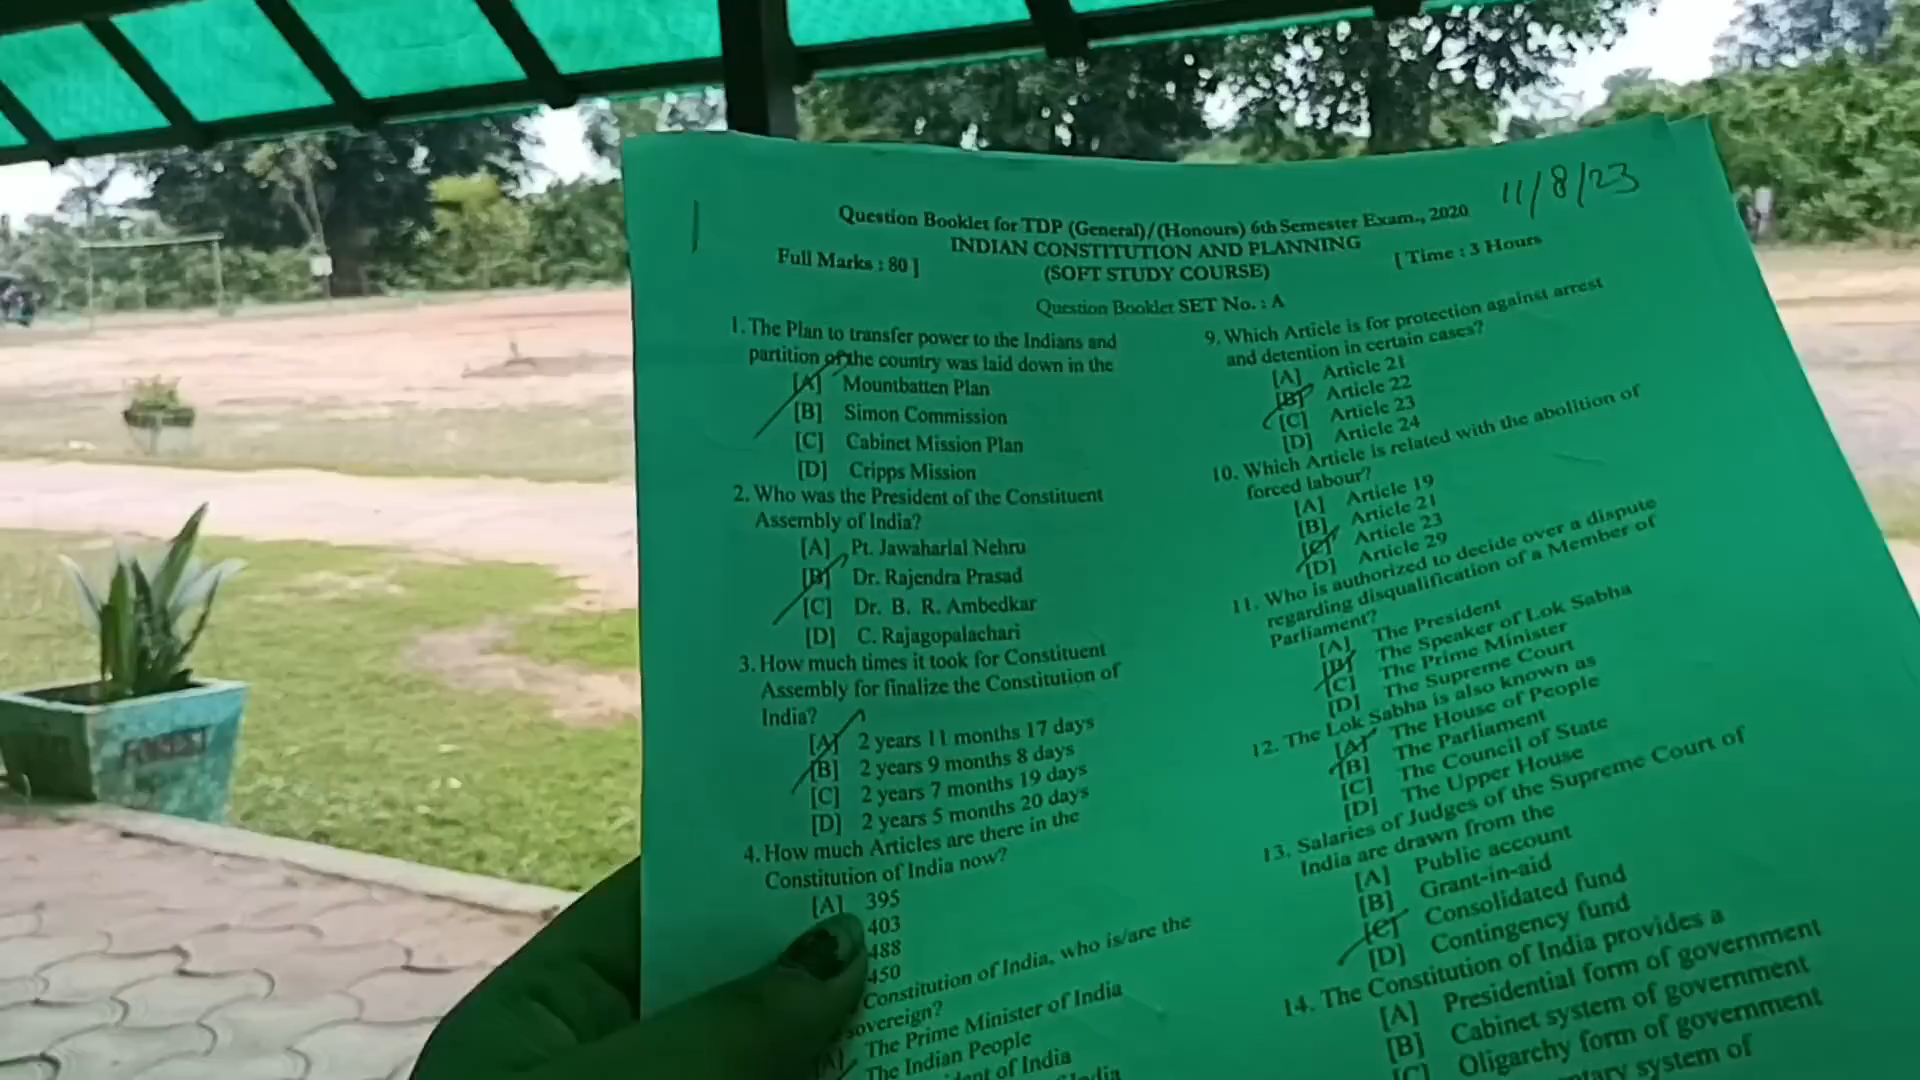 11/8/23
Question Booklet for TDP (General)/(Honours) 6th Semester Exam., 2020
INDIAN CONSTITUTION AND PLANNING
(SOFT STUDY COURSE)
Full Marks : 80 ]
[ Time : 3 Hours
Question Booklet SET No. : A
1. The Plan to transfer power to the Indians and
partition of the country was laid down in the
[A] Mountbatten Plan
[B] Simon Commission
[C] Cabinet Mission Plan
[D] Cripps Mission
2. Who was the President of the Constituent
Assembly of India?
[A] Pt. Jawaharlal Nehru
[B] Dr. Rajendra Prasad
[C] Dr. B. R. Ambedkar
[D] C. Rajagopalachari
3. How much times it took for Constituent
Assembly for finalize the Constitution of
India?
[A] 2 years 11 months 17 days
[B] 2 years 9 months 8 days
[C] 2 years 7 months 19 days
[D] 2 years 5 months 20 days
4. How much Articles are there in the
Constitution of India now?
[A] 395
403
488
450
Constitution of India, who is/are the
sovereign?
The Prime Minister of India
The Indian People
of India
9. Which Article is for protection against arrest
and detention in certain cases?
[A] Article 21
[B] Article 22
[C] Article 23
[D] Article 24
10. Which Article is related with the abolition of
forced labour?
[A] Article 19
[B] Article 21
[C] Article 23
[D] Article 29
11. Who is authorized to decide over a dispute
regarding disqualification of a Member of
Parliament?
[A] The President
[B] The Speaker of Lok Sabha
[C] The Prime Minister
[D] The Supreme Court
12. The Lok Sabha is also known as
[A] The House of People
[B] The Parliament
[C] The Council of State
[D] The Upper House
13. Salaries of Judges of the Supreme Court of
India are drawn from the
[A] Public account
[B] Grant-in-aid
[C] Consolidated fund
[D] Contingency fund
14. The Constitution of India provides a
[A] Presidential form of government
[B] Cabinet system of government
[C] Oligarchy form of government
system of
FOREST